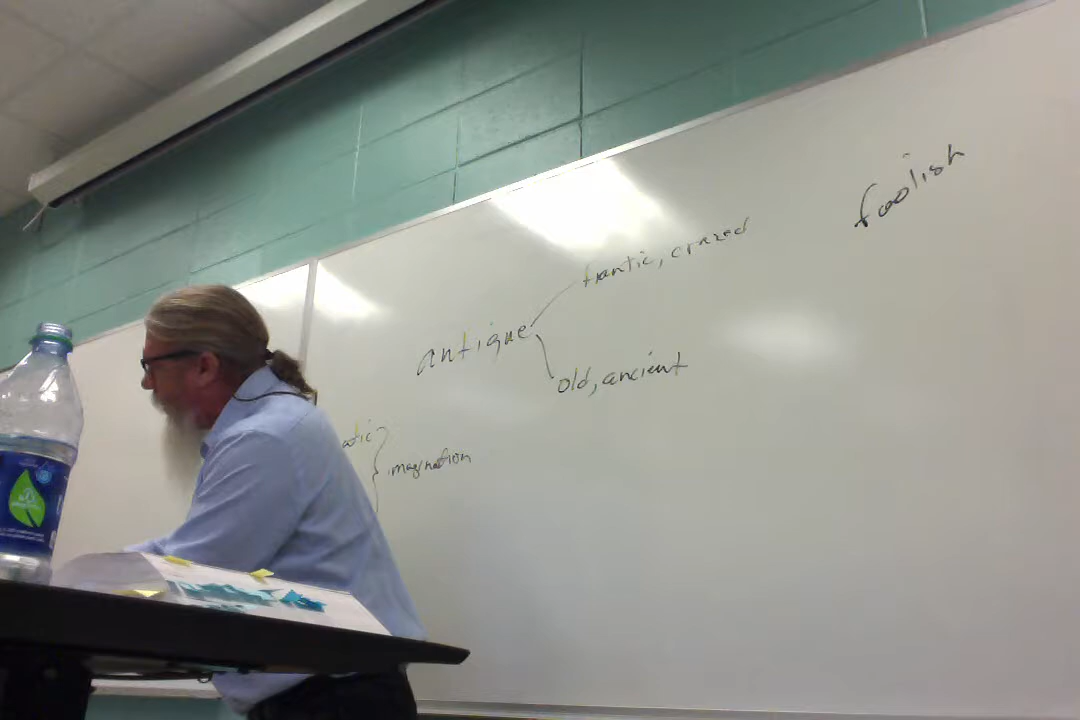 foolish
frantic, crazed
antique
old, ancient
imagination